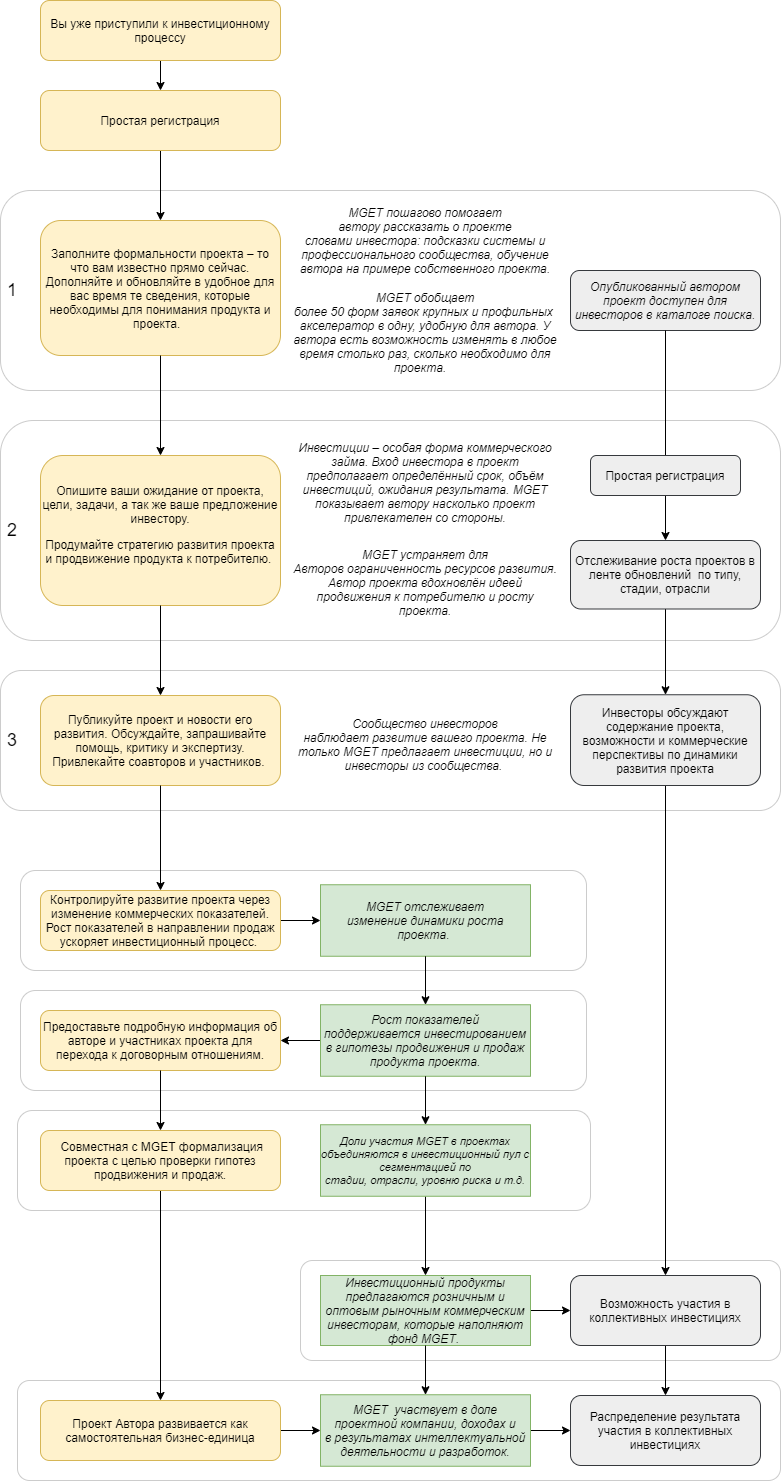 Вы уже приступили к инвестиционному
процессу
Простая регистрация
1
Заполните формальности проекта – то
что вам известно прямо сейчас.
Дополняйте и обновляйте в удобное для
вас время те сведения, которые
необходимы для понимания продукта и
проекта.
MGET пошагово помогает
автору рассказать о проекте
словами инвестора: подсказки системы и
профессионального сообщества, обучение
автора на примере собственного проекта.
MGET обобщает
более 50 форм заявок крупных и профильных
акселератор в одну, удобную для автора. У
автора есть возможность изменять в любое
время столько раз, сколько необходимо для
проекта.
Опубликованный автором
проект доступен для
инвесторов в каталоге поиска.
2
Опишите ваши ожидание от проекта,
цели, задачи, а так же ваше предложение
инвестору.
Продумайте стратегию развития проекта
и продвижение продукта к потребителю.
Инвестиции – особая форма коммерческого
займа. Вход инвестора в проект
предполагает определённый срок, объём
инвестиций, ожидания результата. MGET
показывает автору насколько проект
привлекателен со стороны.
MGET устраняет для
Авторов ограниченность ресурсов развития.
Автор проекта вдохновлён идеей
продвижения к потребителю и росту
проекта.
Простая регистрация
Отслеживание роста проектов в
ленте обновлений по типу,
стадии, отрасли
3
Публикуйте проект и новости его
развития. Обсуждайте, запрашивайте
помощь, критику и экспертизу.
Привлекайте соавторов и участников.
Сообщество инвесторов
наблюдает развитие вашего проекта. Не
только MGET предлагает инвестиции, но и
инвесторы из сообщества.
Инвесторы обсуждают
содержание проекта,
возможности и коммерческие
перспективы по динамики
развития проекта
Контролируйте развитие проекта через
изменение коммерческих показателей.
Рост показателей в направлении продаж
ускоряет инвестиционный процесс.
MGET отслеживает
изменение динамики роста
проекта.
Предоставьте подробную информация об
авторе и участниках проекта для
перехода к договорным отношениям.
Рост показателей
поддерживается инвестированием
в гипотезы продвижения и продаж
продукта проекта.
Совместная с MGET формализация
проекта с целью проверки гипотез
продвижения и продаж.
Доли участия MGET в проектах
объединяются в инвестиционный пул с
сегментацией по
стадии, отрасли, уровню риска и т.д.
Инвестиционный продукты
предлагаются розничным и
оптовым рыночным коммерческим
инвесторам, которые наполняют
фонд MGET.
Возможность участия в
коллективных инвестициях
Проект Автора развивается как
самостоятельная бизнес-единица
MGET участвует в доле
проектной компании, доходах и
в результатах интеллектуальной
деятельности и разработок.
Распределение результата
участия в коллективных
инвестициях